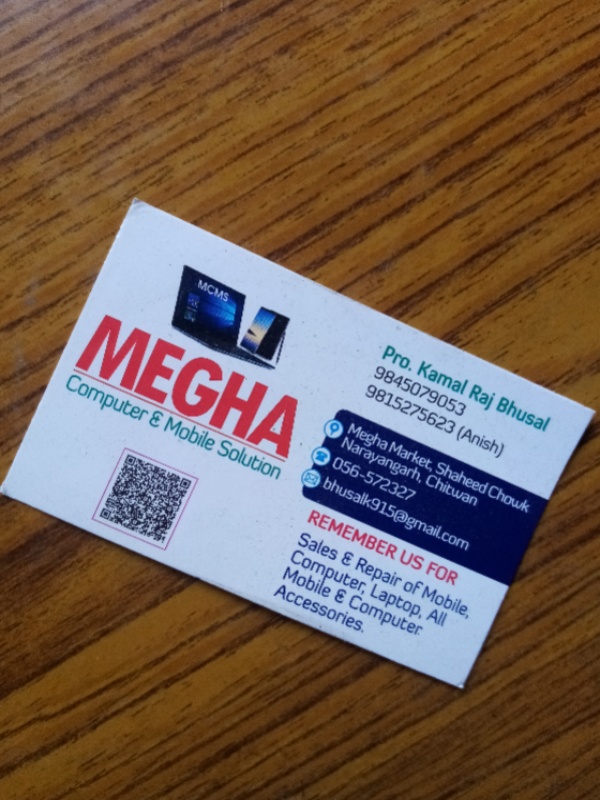 MCMS
MEGHA
Computer & Mobile Solution
Pro. Kamal Raj Bhusal
9845079053
9815275623 (Anish)
Megha Market, Shaheed Chowk
Narayangarh, Chitwan
056-572327
bhusalk915@gmail.com
REMEMBER US FOR
Sales & Repair of Mobile,
Computer, Laptop, All
Mobile & Computer
Accessories.